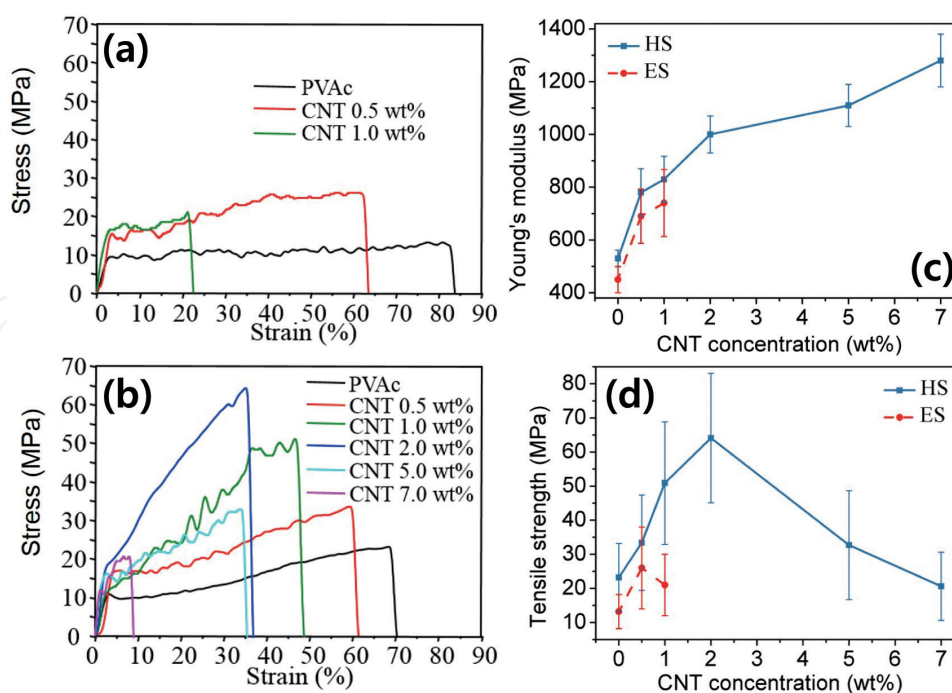 (a)
Stress (MPa)
70
60
50
40
30
20
10
0
PVAc
CNT 0.5 wt%
CNT 1.0 wt%
0 10 20 30 40 50 60 70 80 90
Strain (%)
(c)
Young's modulus (MPa)
1400
1200
1000
800
600
400
HS
ES
0 1 2 3 4 5 6 7
CNT concentration (wt%)
(b)
Stress (MPa)
70
60
50
40
30
20
10
0
PVAc
CNT 0.5 wt%
CNT 1.0 wt%
CNT 2.0 wt%
CNT 5.0 wt%
CNT 7.0 wt%
0 10 20 30 40 50 60 70 80 90
Strain (%)
(d)
Tensile strength (MPa)
80
70
60
50
40
30
20
10
HS
ES
0 1 2 3 4 5 6 7
CNT concentration (wt%)